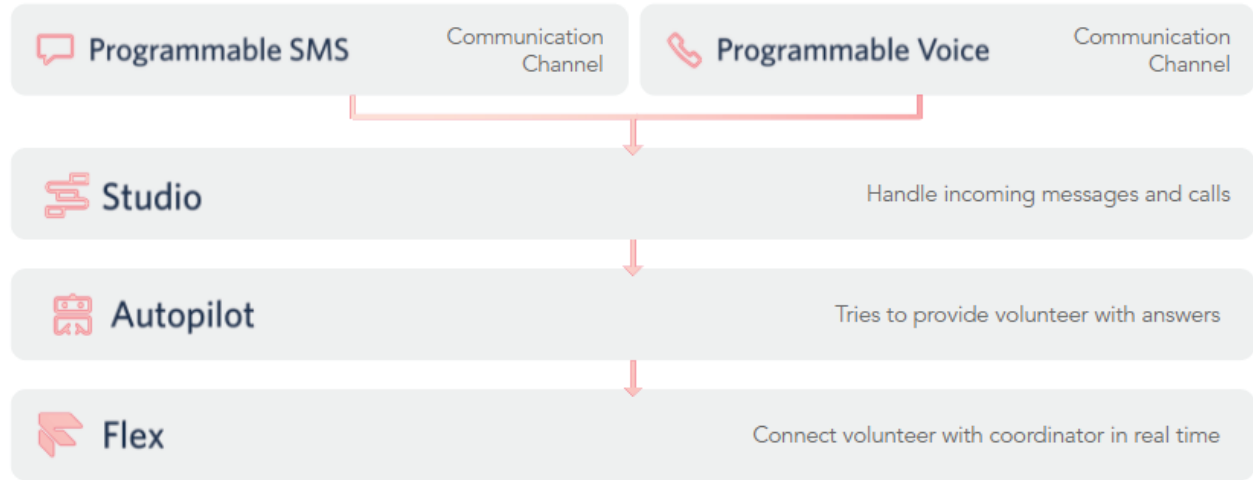 Programmable SMS
Communication
Channel
Programmable Voice
Communication
Channel
Studio
Handle incoming messages and calls
Autopilot
Tries to provide volunteer with answers
Flex
Connect volunteer with coordinator in real time